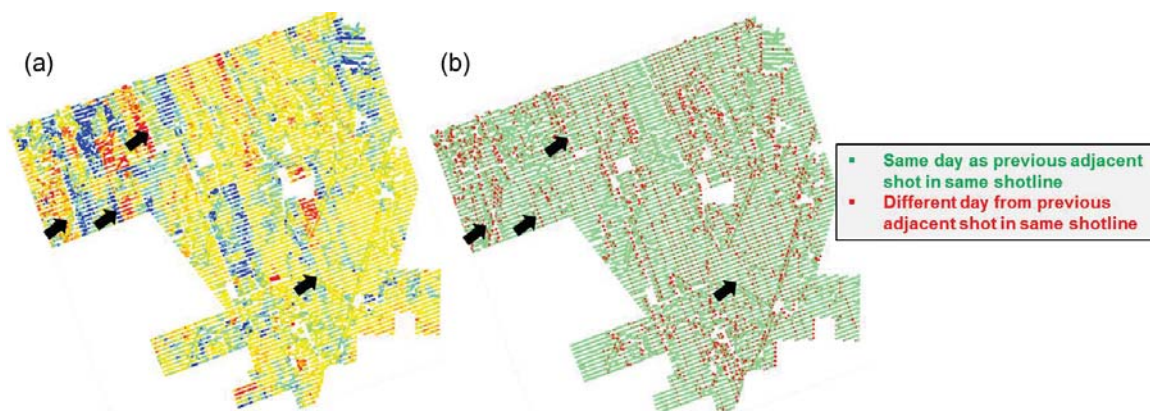 (a)
(b)
Same day as previous adjacent
shot in same shotline
Different day from previous
adjacent shot in same shotline